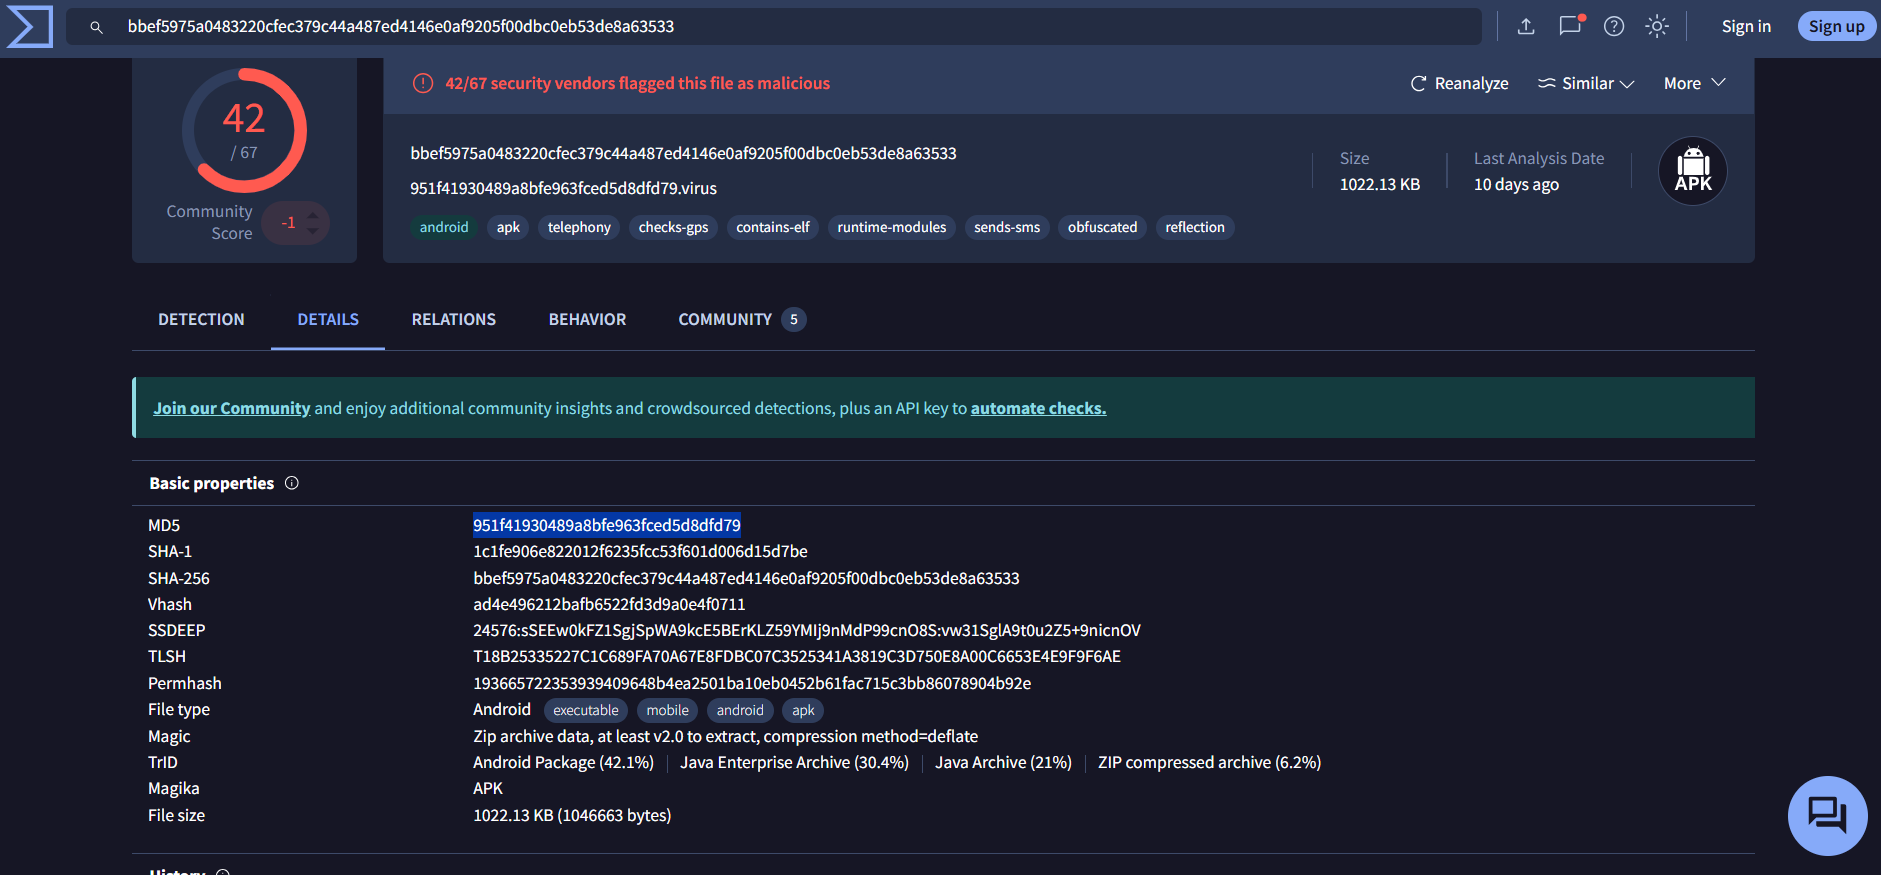 bbef5975a0483220cfec379c44a487ed4146e0af9205f00dbc0eb53de8a63533
Sign in
Sign up
42
/ 67
Community Score
-1
42/67 security vendors flagged this file as malicious
Reanalyze
Similar
More
bbef5975a0483220cfec379c44a487ed4146e0af9205f00dbc0eb53de8a63533
951f41930489a8bfe963fced5d8dfd79.virus
android apk telephony checks-gps contains-elf runtime-modules sends-sms obfuscated reflection
Size
1022.13 KB
Last Analysis Date
10 days ago
APK
DETECTION DETAILS RELATIONS BEHAVIOR COMMUNITY 5
Join our Community and enjoy additional community insights and crowdsourced detections, plus an API key to automate checks.
Basic properties
MD5 951f41930489a8bfe963fced5d8dfd79
SHA-1 1c1fe906e822012f6235fcc53f601d006d15d7be
SHA-256 bbef5975a0483220cfec379c44a487ed4146e0af9205f00dbc0eb53de8a63533
Vhash ad4e496212bafb6522fd3d9a0e4f0711
SSDEEP 24576:sSEEw0kFZ1SgjSpWA9kcE5BErKLZ59YMIj9nMdP99cnO8S:vw31SglA9t0u2Z5+9nicnOV
TLSH T18B25335227C1C689FA70A67E8FDBC07C3525341A3819C3D750E8A00C6653E4E9F9F6AE
Permhash 193665722353939409648b4ea2501ba10eb0452b61fac715c3bb86078904b92e
File type Android executable mobile android apk
Magic Zip archive data, at least v2.0 to extract, compression method=deflate
TrID Android Package (42.1%) Java Enterprise Archive (30.4%) Java Archive (21%) ZIP compressed archive (6.2%)
Magika APK
File size 1022.13 KB (1046663 bytes)
History